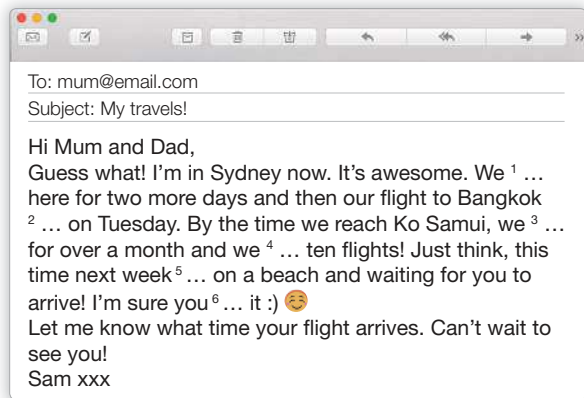 To: mum@email.com
Subject: My travels!
Hi Mum and Dad,
Guess what! I’m in Sydney now. It’s awesome. We ¹ …
here for two more days and then our flight to Bangkok
² … on Tuesday. By the time we reach Ko Samui, we ³ …
for over a month and we ⁴ … ten flights! Just think, this
time next week ⁵ … on a beach and waiting for you to
arrive! I’m sure you ⁶ … it :) ☺️
Let me know what time your flight arrives. Can’t wait to
see you!
Sam xxx